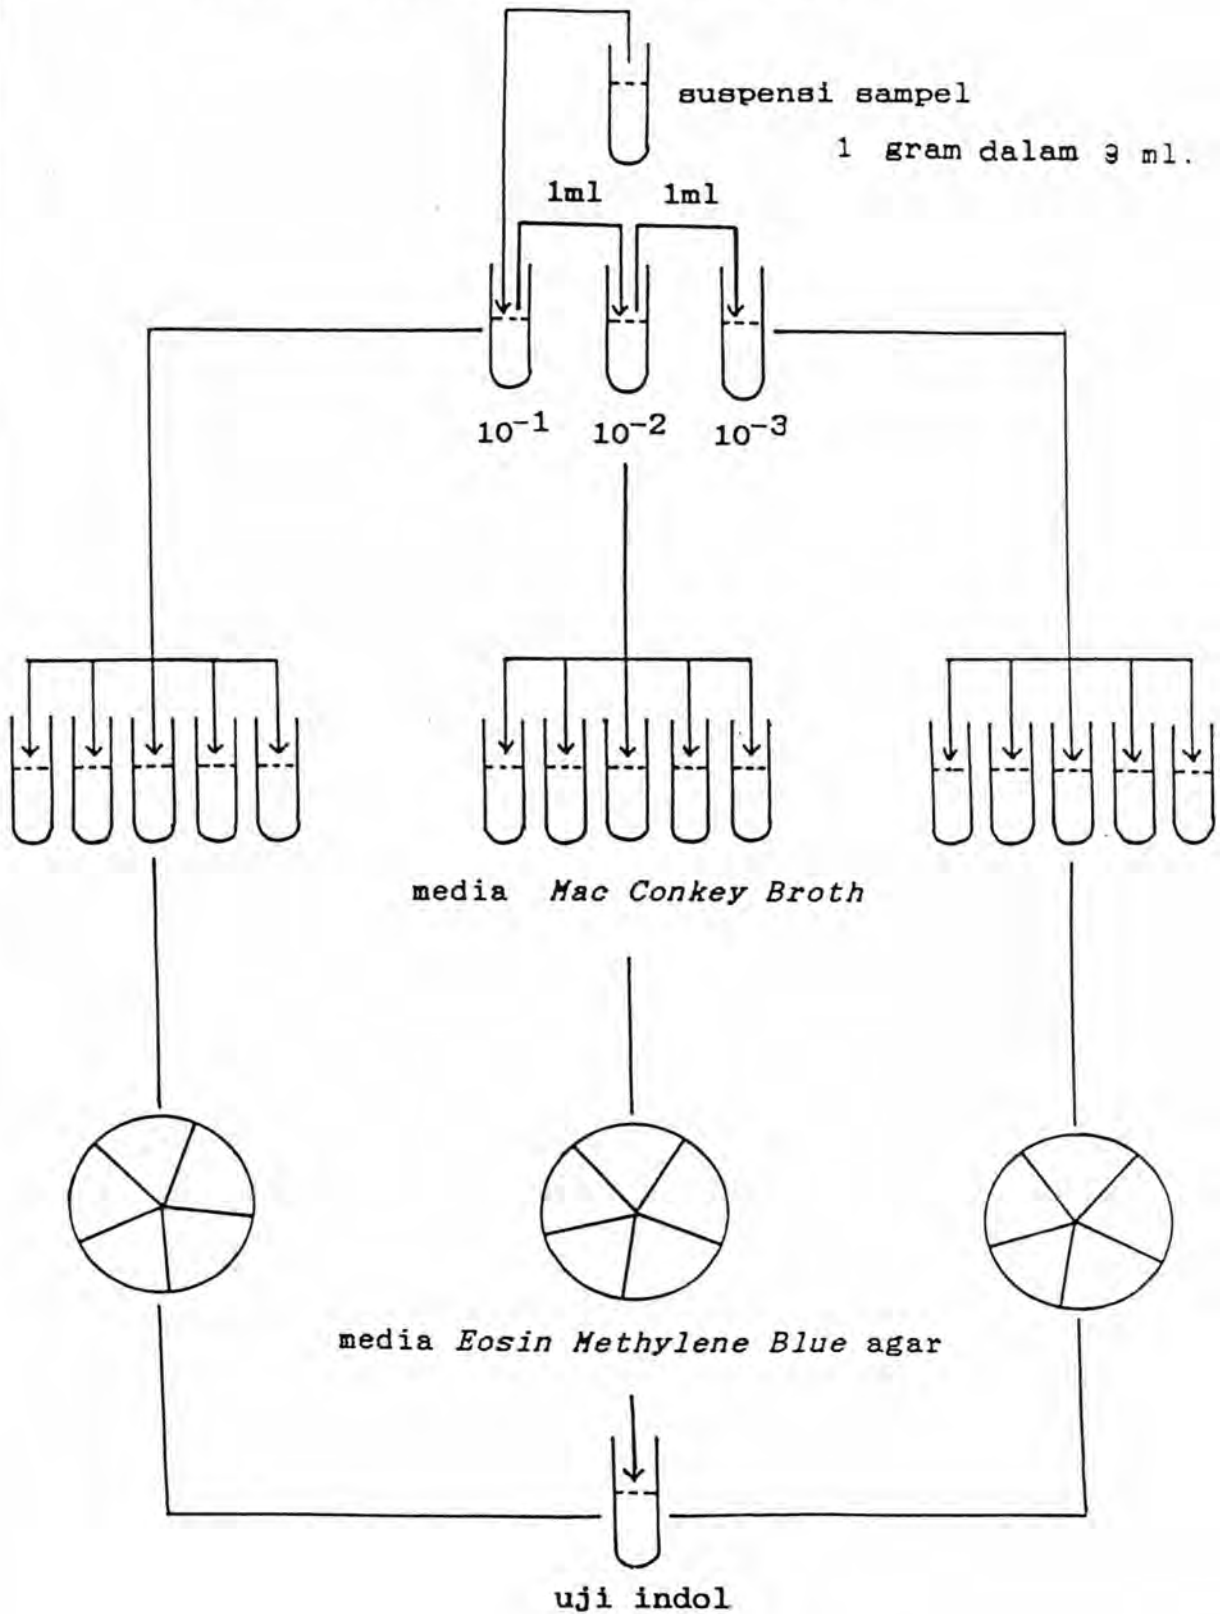 suspensi sampel
1 gram dalam 9 ml.
1ml 1ml
10⁻¹ 10⁻² 10⁻³
media Mac Conkey Broth
media Eosin Methylene Blue agar
uji indol